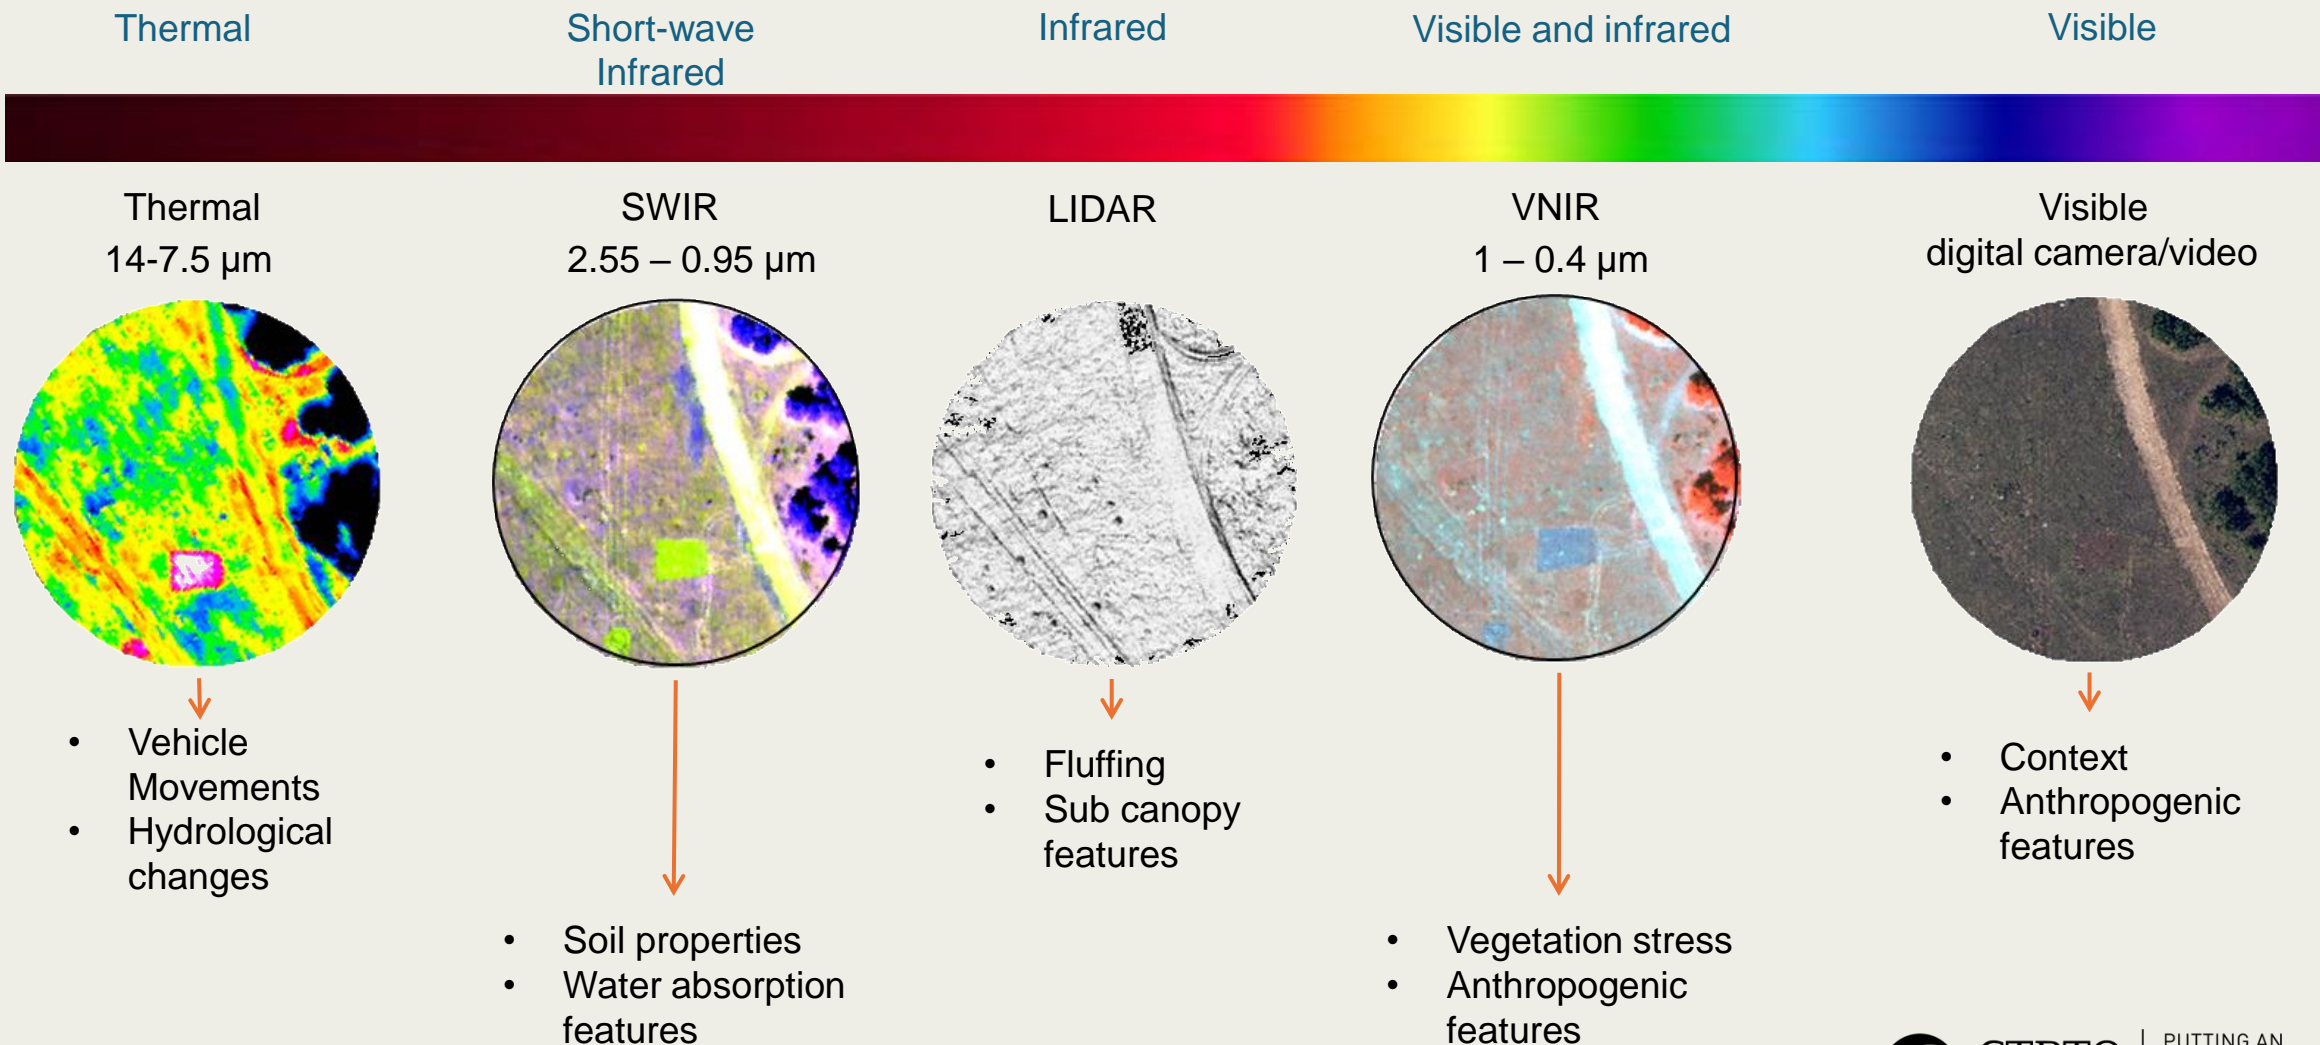 Thermal
Short-wave
Infrared
Infrared
Visible and infrared
Visible
Thermal
14-7.5 µm
SWIR
2.55 – 0.95 µm
LIDAR
VNIR
1 – 0.4 µm
Visible
digital camera/video
• Vehicle
Movements
• Hydrological
changes
• Soil properties
• Water absorption
features
• Fluffing
• Sub canopy
features
• Vegetation stress
• Anthropogenic
features
• Context
• Anthropogenic
features
PUTTING AN